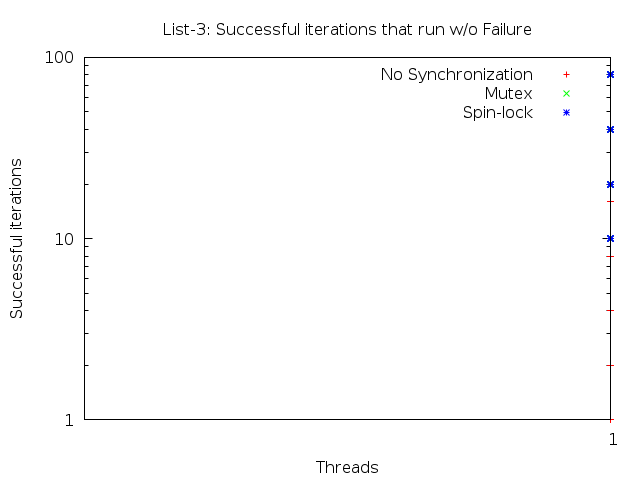 List-3: Successful iterations that run w/o Failure
100
No Synchronization
Mutex
Spin-lock
Successful iterations
10
1
1
Threads